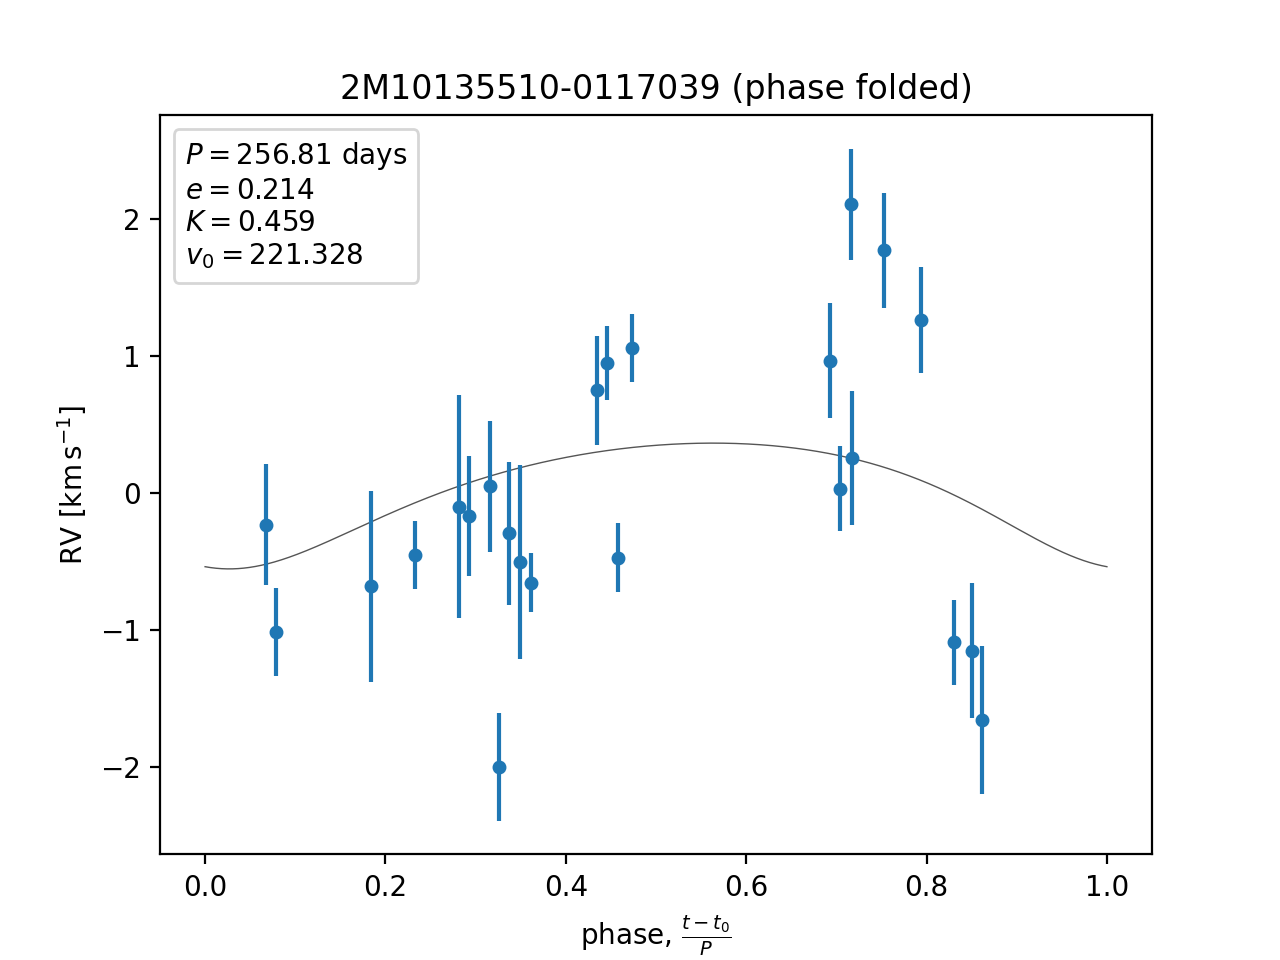 2M10135510-0117039 (phase folded)
P = 256.81 days
e = 0.214
K = 0.459
v₀ = 221.328
RV [km s⁻¹]
2
1
0
−1
−2
0.0 0.2 0.4 0.6 0.8 1.0
phase, (t − t₀)/P